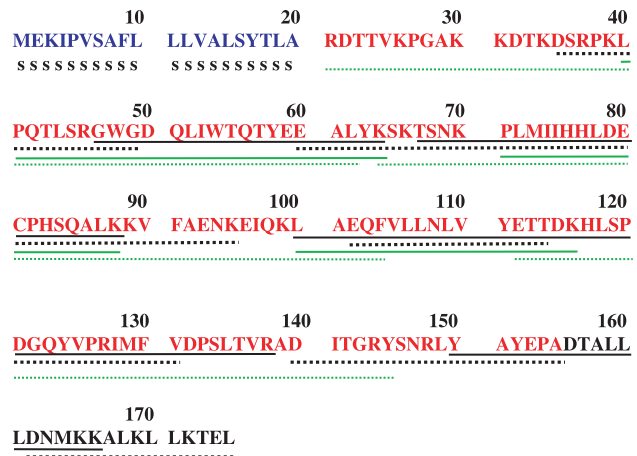 10 20 30 40
MEKIPVSAFL LLVALSYTLA RDTTVKPGAK KDTKDSRPKL
SSSSSSSSSS SSSSSSSSSS
50 60 70 80
PQTLSRGWGD QLIWTQTYEE ALYKSKTSNK PLMIIHHLDE
90 100 110 120
CPHSQALKKV FAENKEIQKL AEQFVLLNLV YETTDKHLSP
130 140 150 160
DGQYVPRIMF VDPSLTVRAD ITGRYSNRLY AYEPADTALL
170
LDNMKKALKL LKTEL